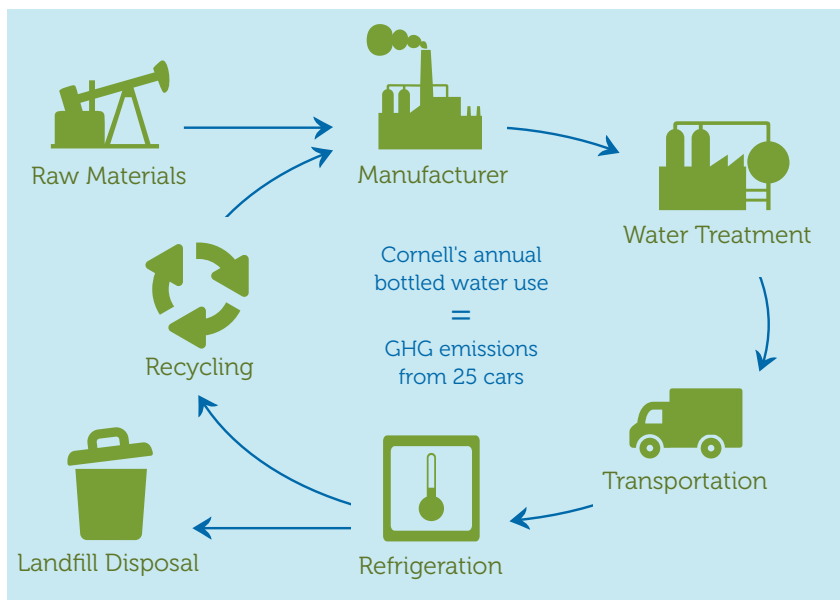 Raw Materials
Manufacturer
Water Treatment
Cornell's annual
bottled water use
=
GHG emissions
from 25 cars
Recycling
Transportation
Landfill Disposal
Refrigeration